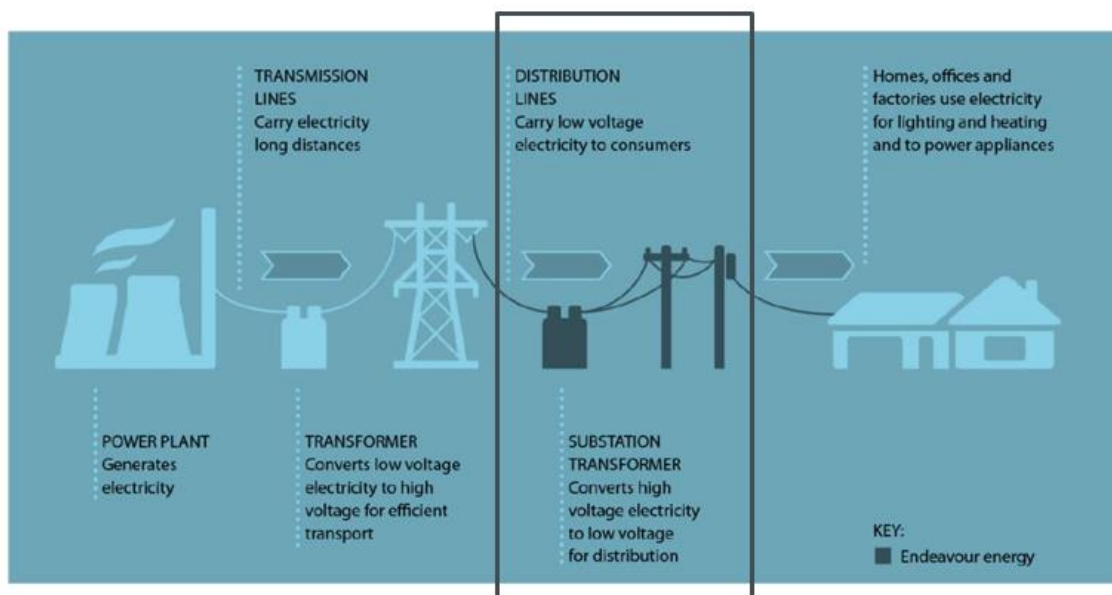 TRANSMISSION
LINES
Carry electricity
long distances
DISTRIBUTION
LINES
Carry low voltage
electricity to consumers
Homes, offices and
factories use electricity
for lighting and heating
and to power appliances
POWER PLANT
Generates
electricity
TRANSFORMER
Converts low voltage
electricity to high
voltage for efficient
transport
SUBSTATION
TRANSFORMER
Converts high
voltage electricity
to low voltage
for distribution
KEY:
Endeavour energy